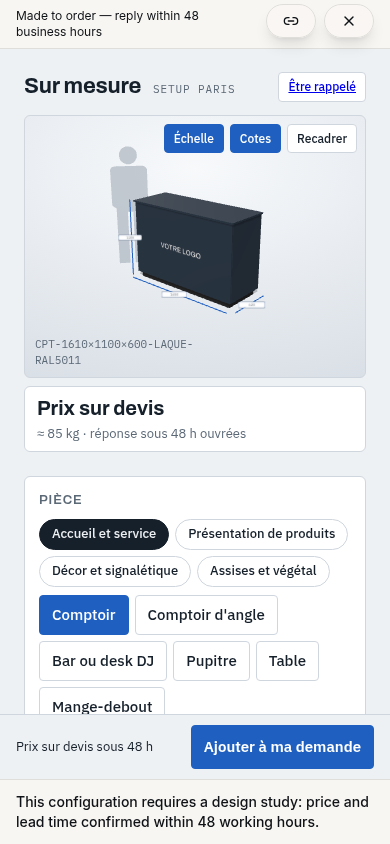 Made to order — reply within 48
business hours
Sur mesure
SETUP PARIS
Être rappelé
Échelle
Cotes
Recadrer
VOTRE LOGO
CPT-1610×1100×600-LAQUE-
RAL5011
Prix sur devis
≈ 85 kg · réponse sous 48 h ouvrées
PIÈCE
Accueil et service
Présentation de produits
Décor et signalétique
Assises et végétal
Comptoir
Comptoir d'angle
Bar ou desk DJ
Pupitre
Table
Mange-debout
Prix sur devis sous 48 h
Ajouter à ma demande
This configuration requires a design study: price and
lead time confirmed within 48 working hours.